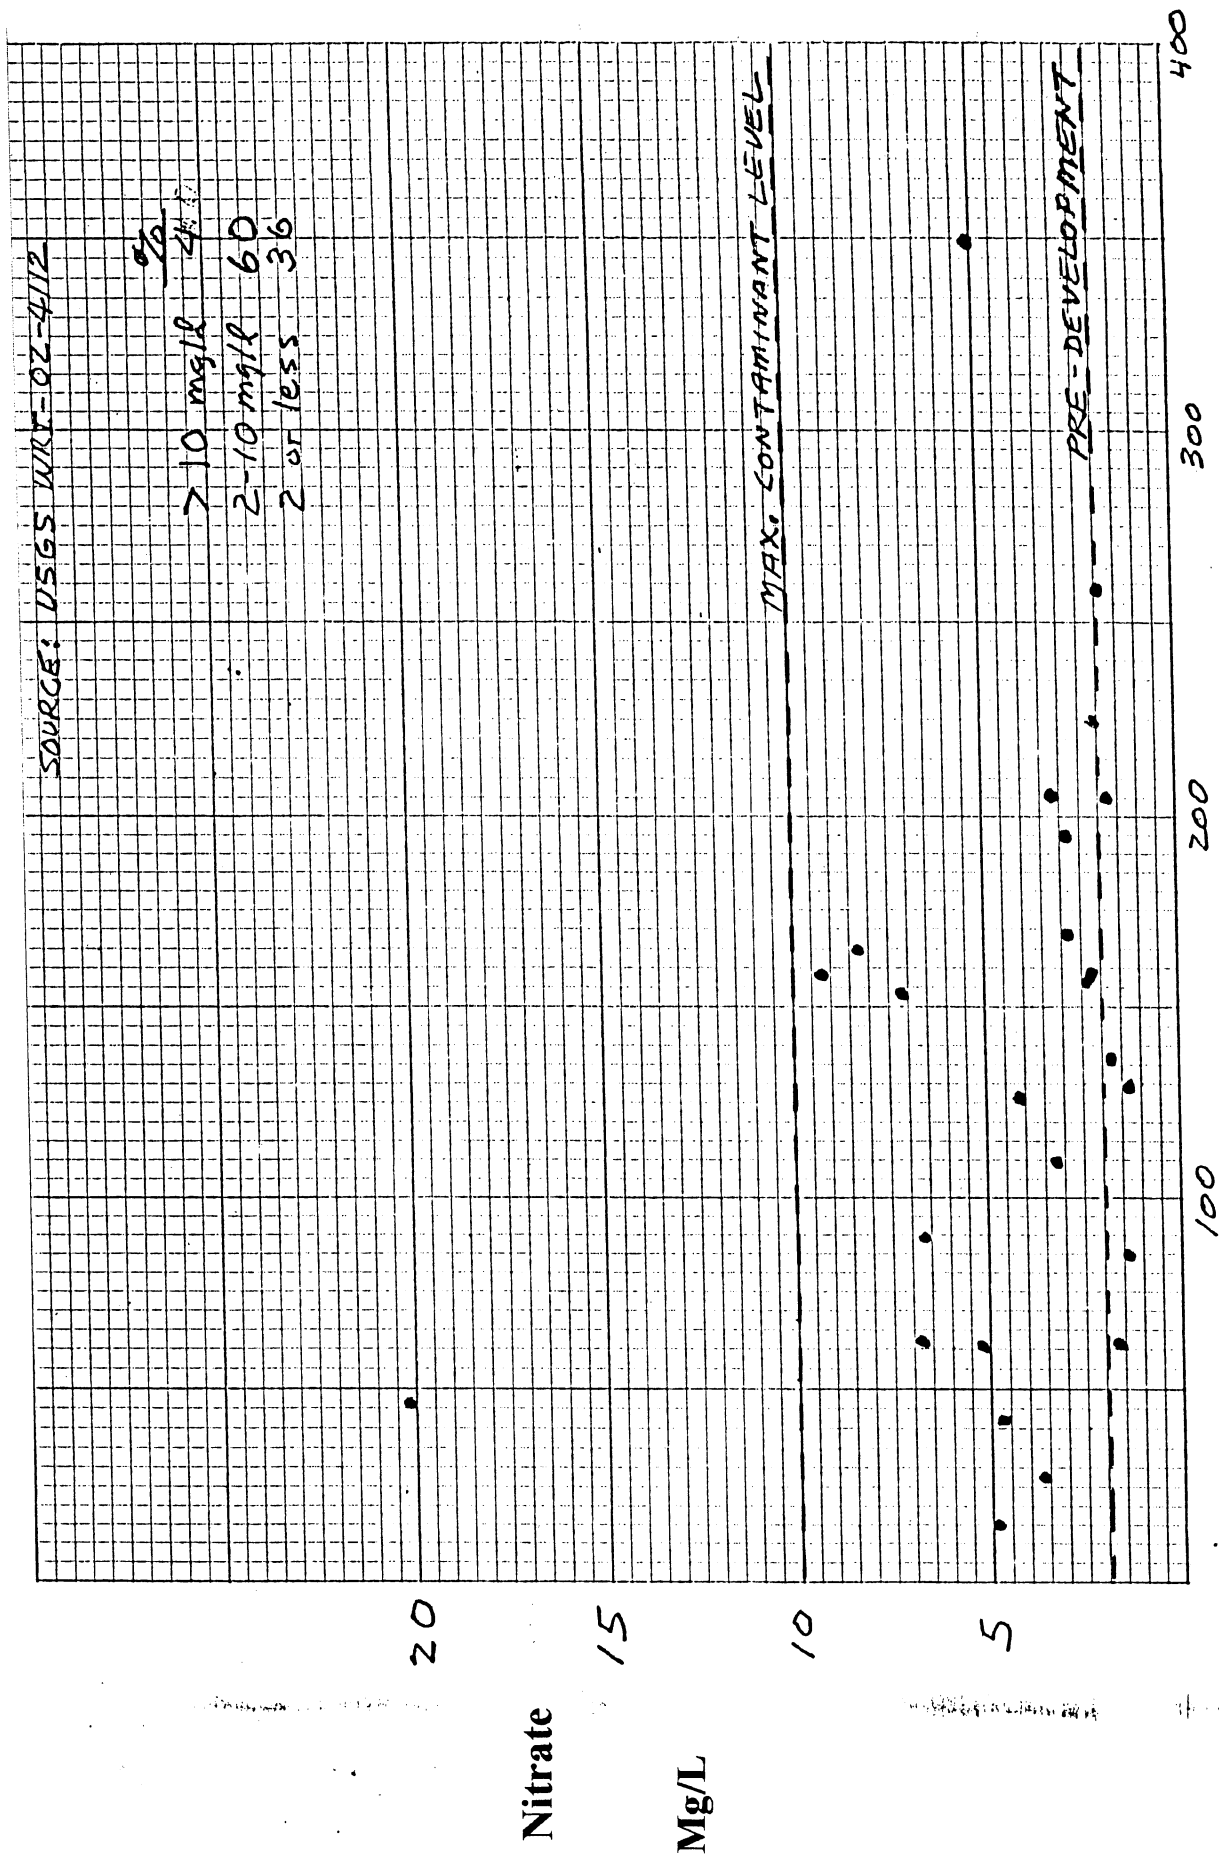 SOURCE: USGS WRI-02-4112
%
> 10 mg/l 4
2-10 mg/l 60
2 or less 36
MAX. CONTAMINANT LEVEL
PRE-DEVELOPMENT
20
15
10
5
Nitrate
Mg/L
100
200
300
400